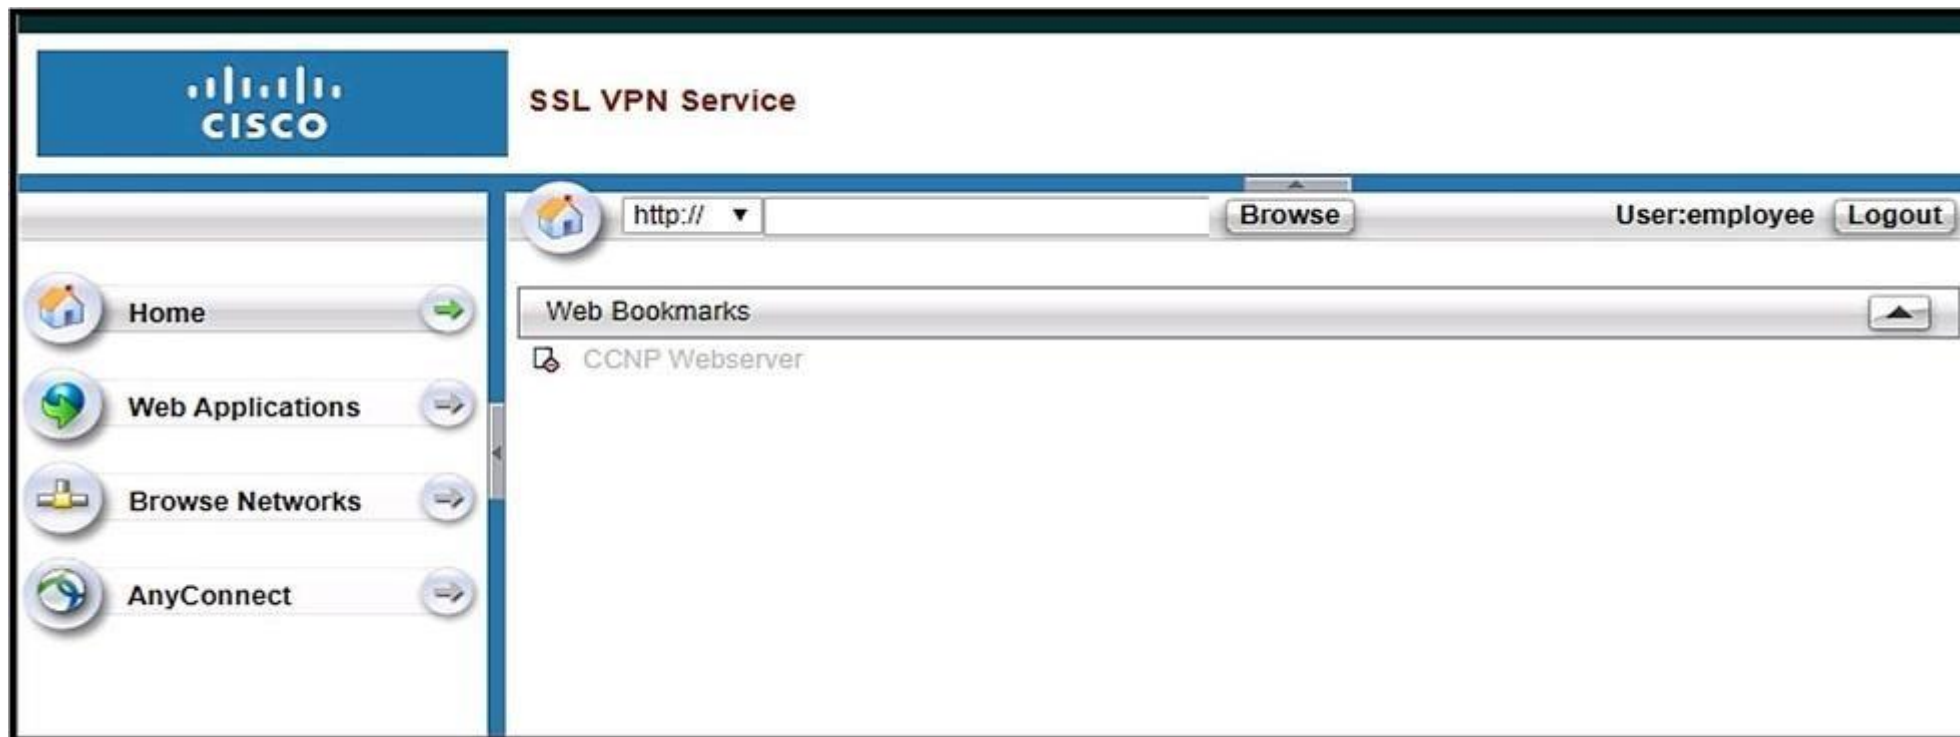 CISCO
SSL VPN Service
http://
Browse
User:employee
Logout
Home
Web Applications
Browse Networks
AnyConnect
Web Bookmarks
CCNP Webserver